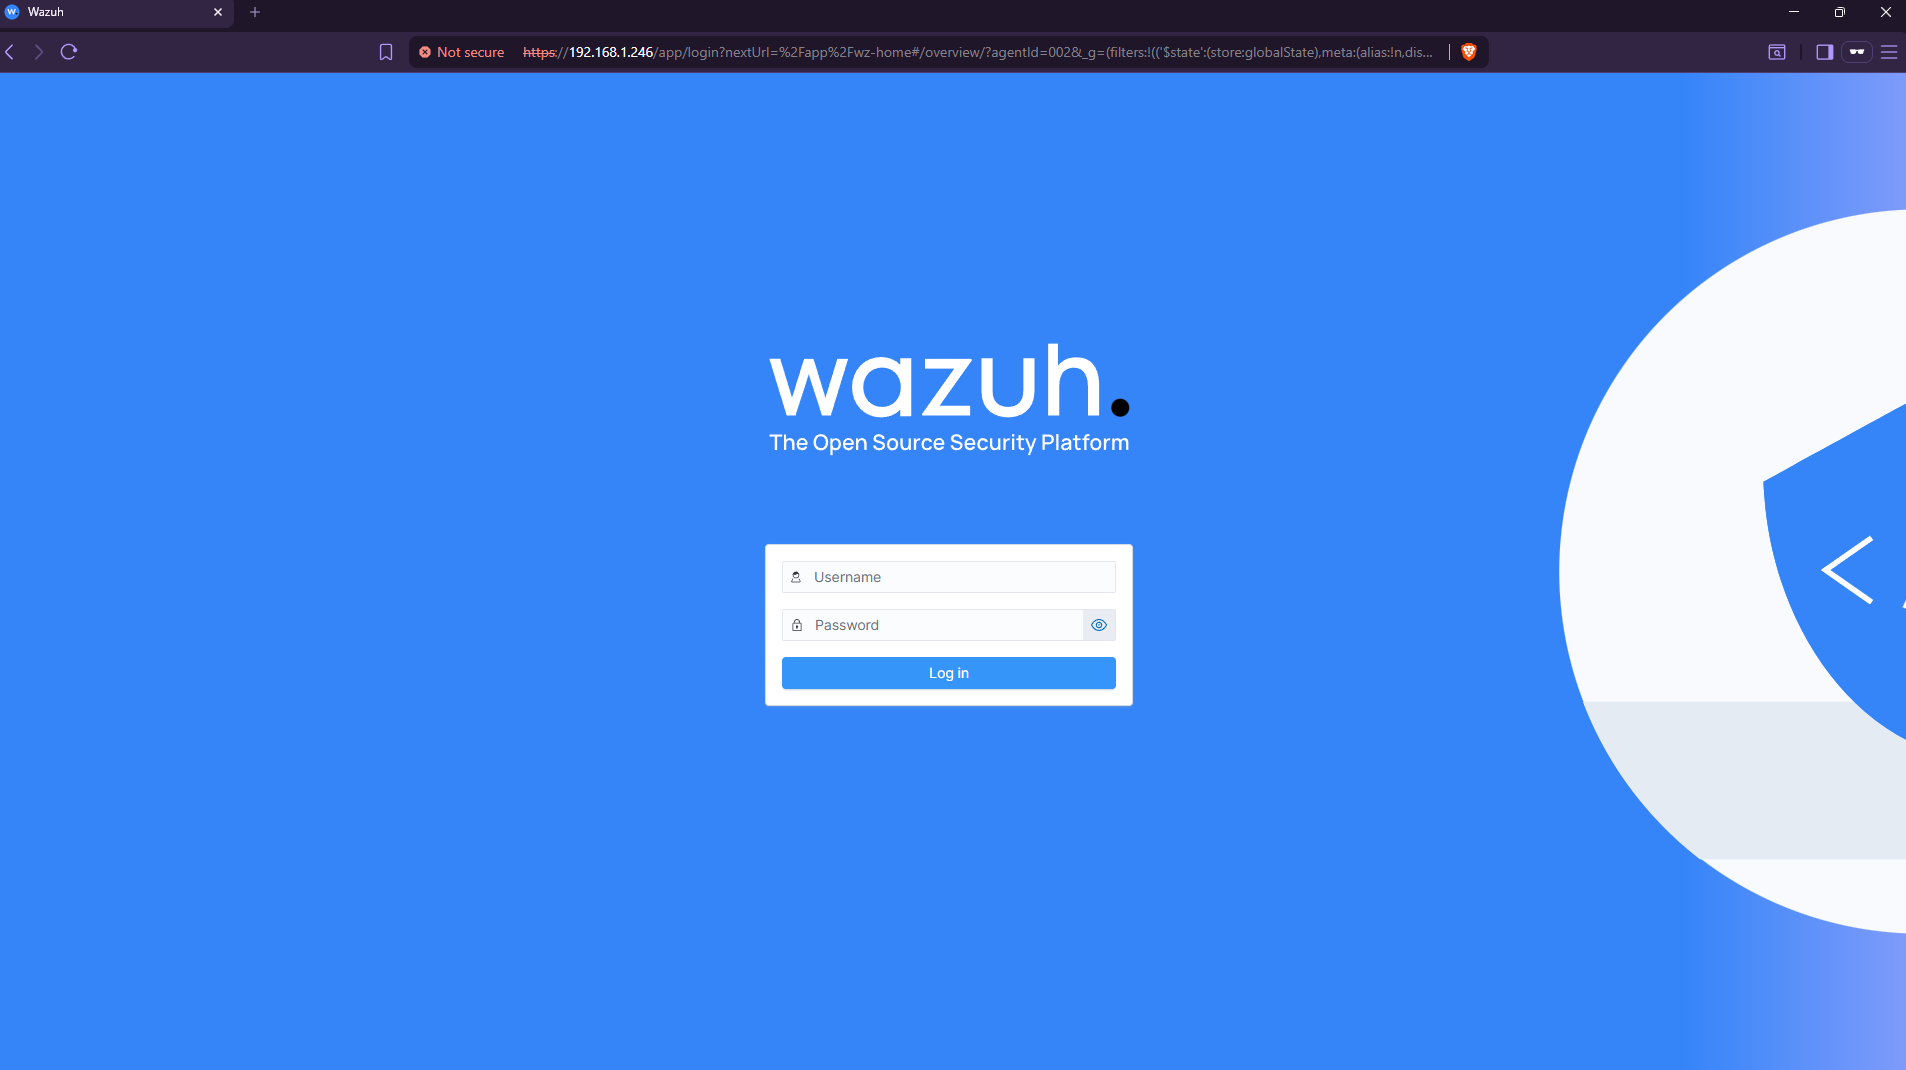 Wazuh
Not secure https://192.168.1.246/app/login?nextUrl=%2Fapp%2Fwz-home#/overview/?agentId=002&_g=(filters:!(('$state':(store:globalState),meta:(alias:!n,dis...
wazuh.
The Open Source Security Platform
Username
Password
Log in